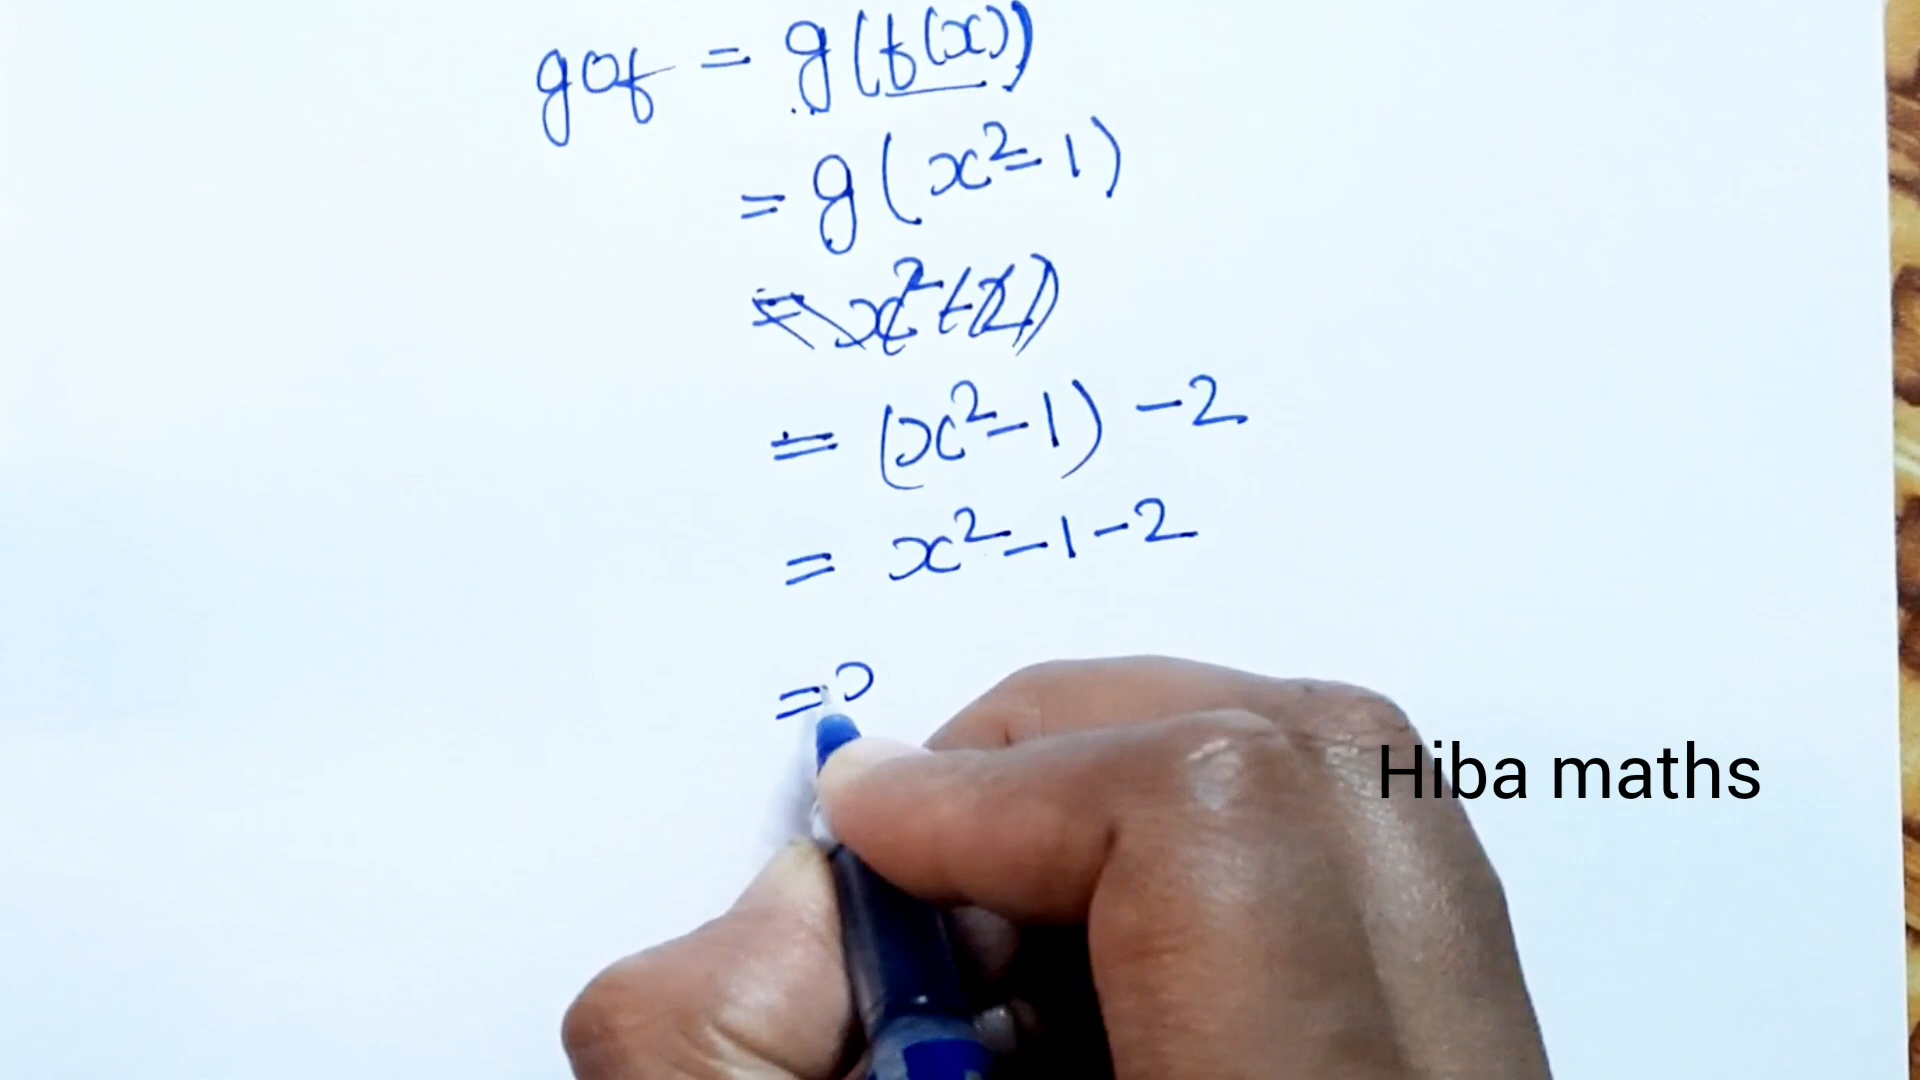 gof = g(f(x))
= g(x²-1)
= (x²-1) -2
= x²-1-2
=
Hiba maths